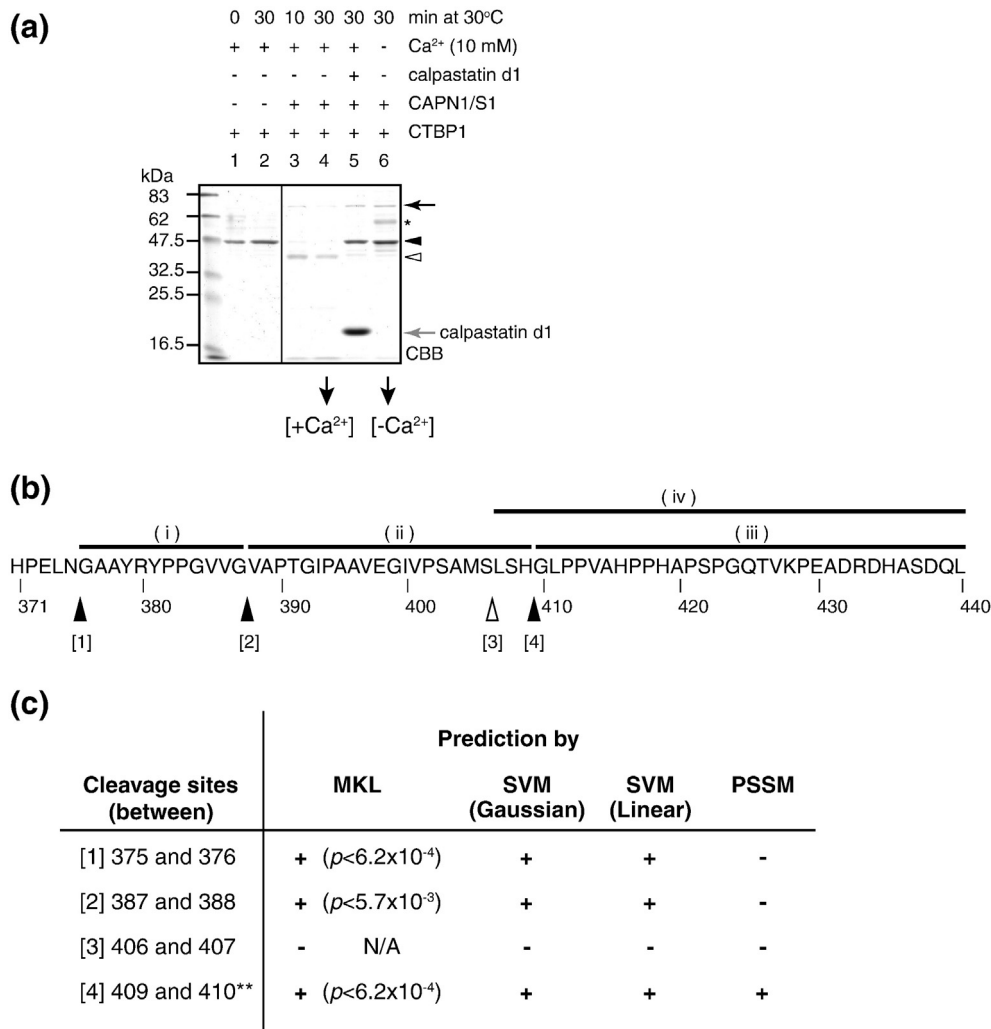 (a)
0 30 10 30 30 30 min at 30°C
+ + + + + - Ca²⁺ (10 mM)
- - - - + - calpastatin d1
- - + + + + CAPN1/S1
+ + + + + + CTBP1
1 2 3 4 5 6
kDa
83
62 *
47.5
32.5
25.5
calpastatin d1
16.5
CBB
[+Ca²⁺] [-Ca²⁺]
(b)
( iv )
( i ) ( ii ) ( iii )
HPELNGAAYRYPPGVVGVAPTGIPAAVEGIVPSAMSLSHGLPPVAHPPHAPSPGQTVKPEADRDHASDQL
371 380 390 400 410 420 430 440
[1] [2] [3] [4]
(c)
Prediction by
Cleavage sites MKL SVM SVM PSSM
(between) (Gaussian) (Linear)
[1] 375 and 376 + (p<6.2x10⁻⁴) + + -
[2] 387 and 388 + (p<5.7x10⁻³) + + -
[3] 406 and 407 - N/A - - -
[4] 409 and 410** + (p<6.2x10⁻⁴) + + +